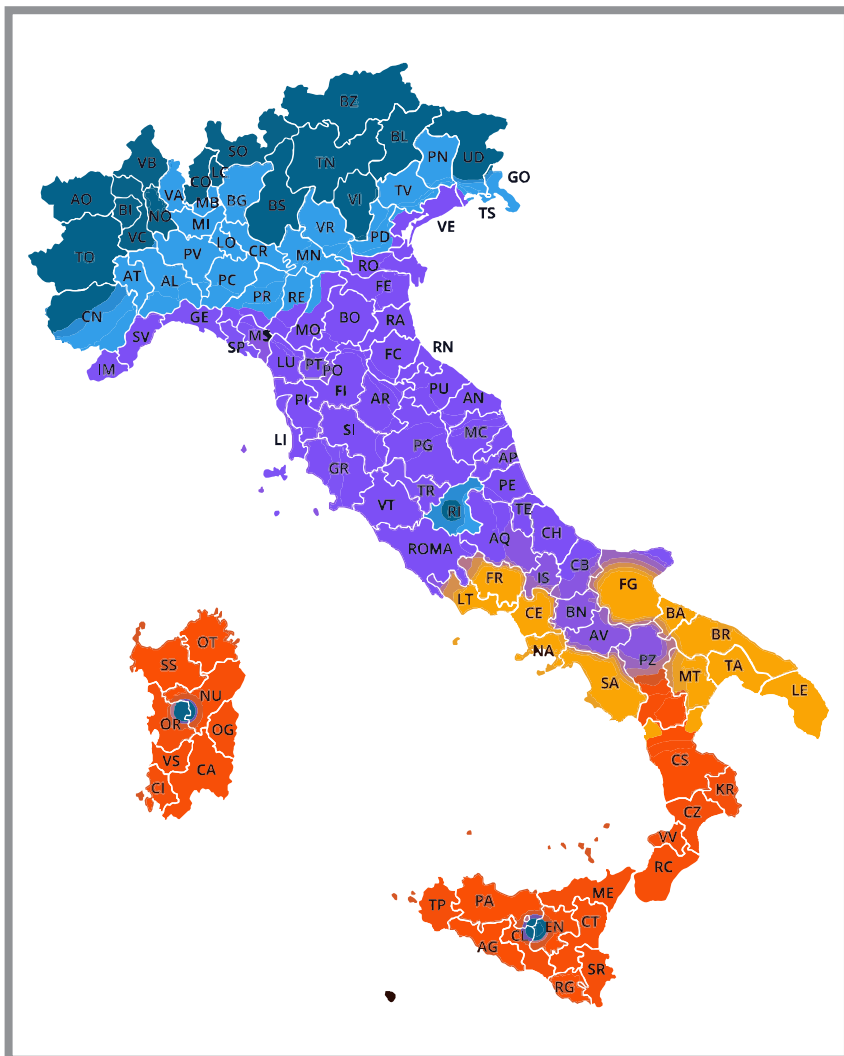 BZ
BL
SO
PN
UD
VB
TN
LC
GO
CO
VA
TV
AO
MB
BG
VI
BS
BI
NO
TS
MI
VR
VE
VC
PD
LO
CR
PV
MN
TO
RO
AT
AL
PC
FE
PR
RE
CN
GE
BO
RA
MO
SV
MS
SP
RN
FC
LU
PT
PO
IM
PU
FI
AR
PI
AN
SI
MC
LI
PG
AP
GR
PE
TR
VT
RI
TE
CH
AQ
ROMA
CB
IS
FR
FG
LT
CE
BN
BA
AV
BR
OT
NA
PZ
SS
TA
MT
SA
LE
NU
OR
OG
VS
CS
CA
CI
KR
CZ
VV
RC
ME
PA
TP
CT
EN
CL
AG
SR
RG